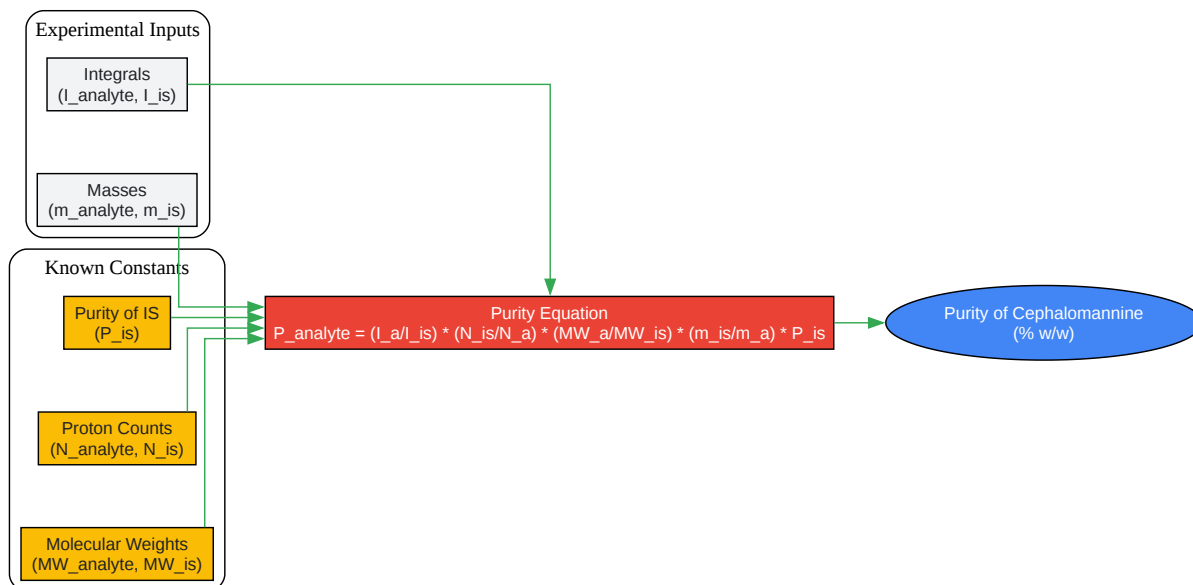 Experimental Inputs
Integrals
(I_analyte, I_is)
Masses
(m_analyte, m_is)
Known Constants
Purity of IS
(P_is)
Proton Counts
(N_analyte, N_is)
Molecular Weights
(MW_analyte, MW_is)
Purity Equation
P_analyte = (I_a/I_is) * (N_is/N_a) * (MW_a/MW_is) * (m_is/m_a) * P_is
Purity of Cephalomannine
(% w/w)